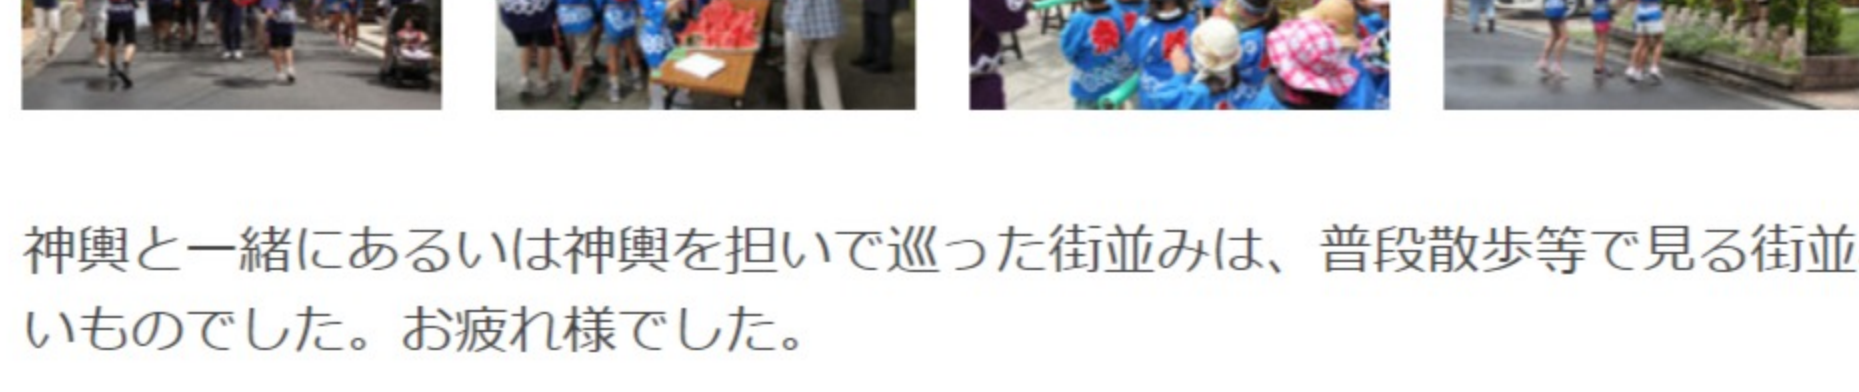 神輿と一緒にあるいは神輿を担いで巡った街並みは、普段散歩等で見る街並
いものでした。お疲れ様でした。